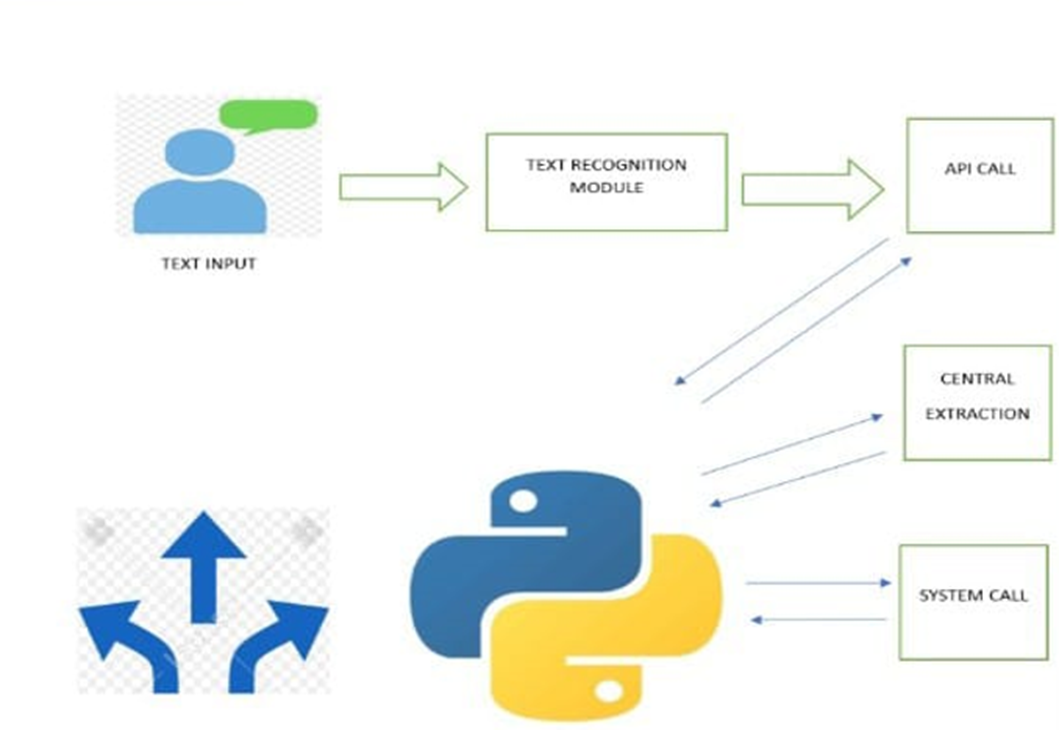 TEXT RECOGNITION
MODULE
API CALL
TEXT INPUT
CENTRAL
EXTRACTION
SYSTEM CALL